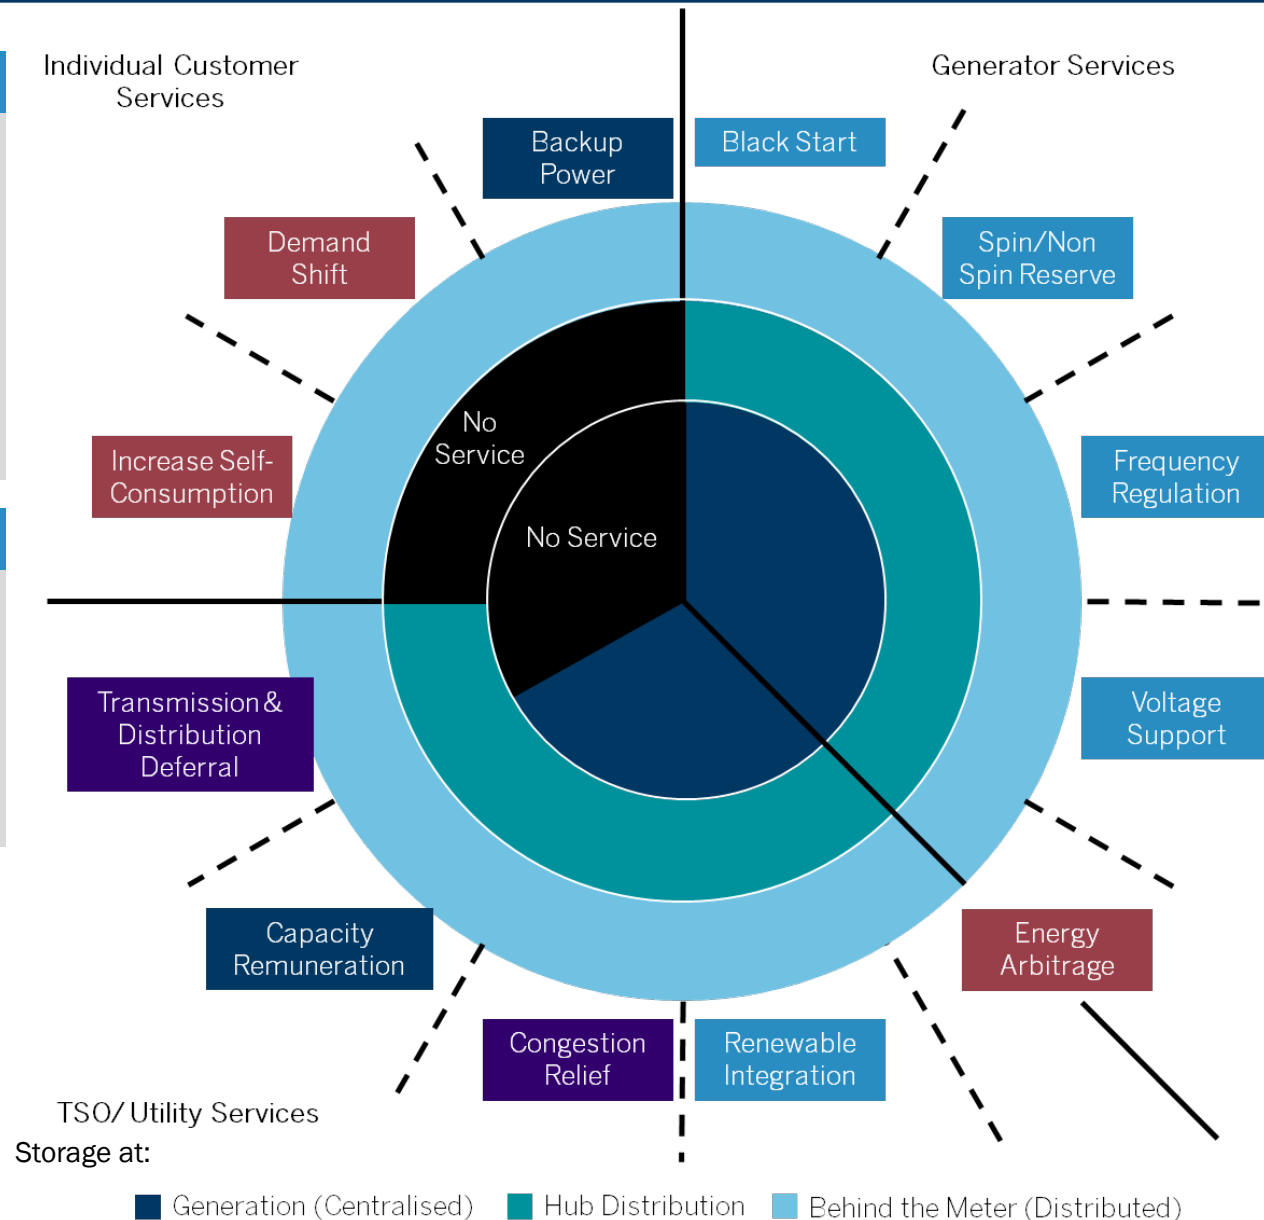 Individual Customer
Services
Generator Services
Backup
Power
Black Start
Demand
Shift
Spin/Non
Spin Reserve
No
Service
Increase Self-
Consumption
Frequency
Regulation
No Service
Transmission &
Distribution
Deferral
Voltage
Support
Capacity
Remuneration
Energy
Arbitrage
Congestion
Relief
Renewable
Integration
TSO/ Utility Services
Storage at:
Generation (Centralised)
Hub Distribution
Behind the Meter (Distributed)